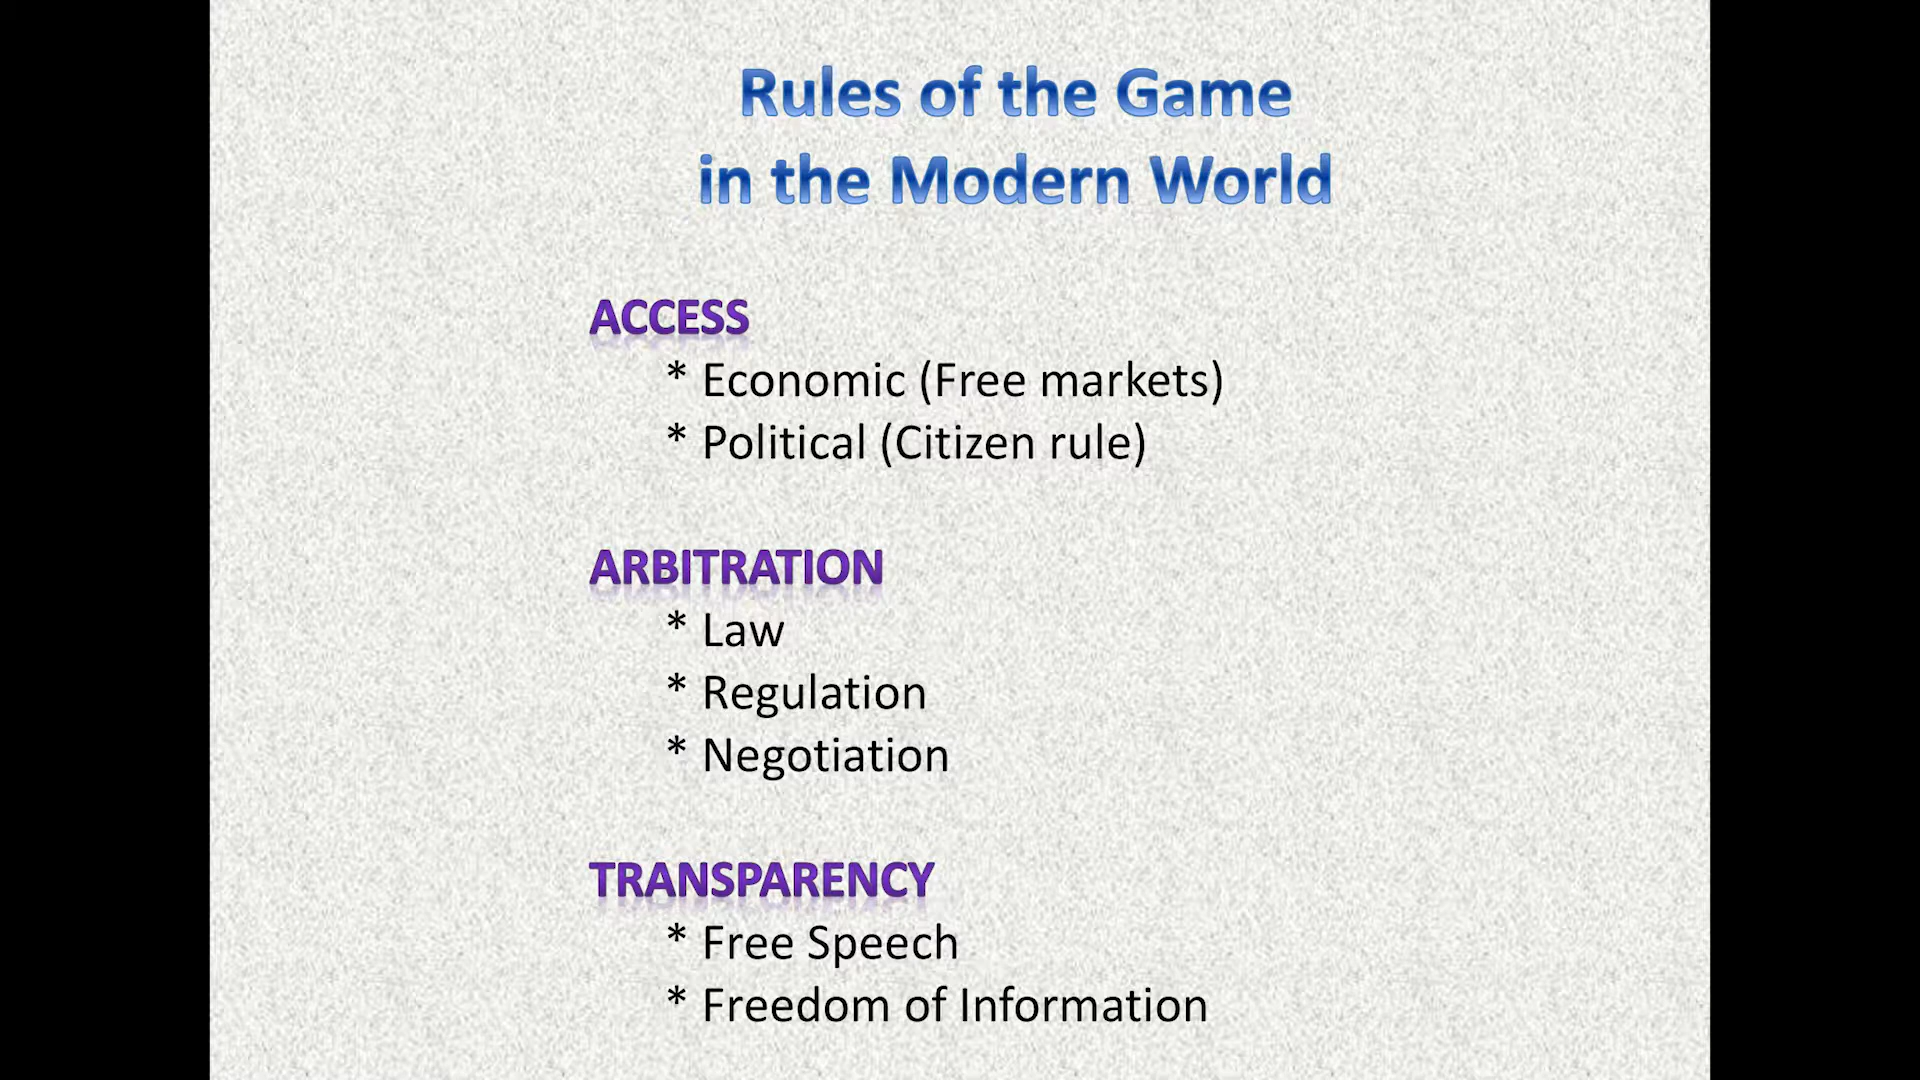 Rules of the Game
in the Modern World
ACCESS
* Economic (Free markets)
* Political (Citizen rule)
ARBITRATION
* Law
* Regulation
* Negotiation
TRANSPARENCY
* Free Speech
* Freedom of Information